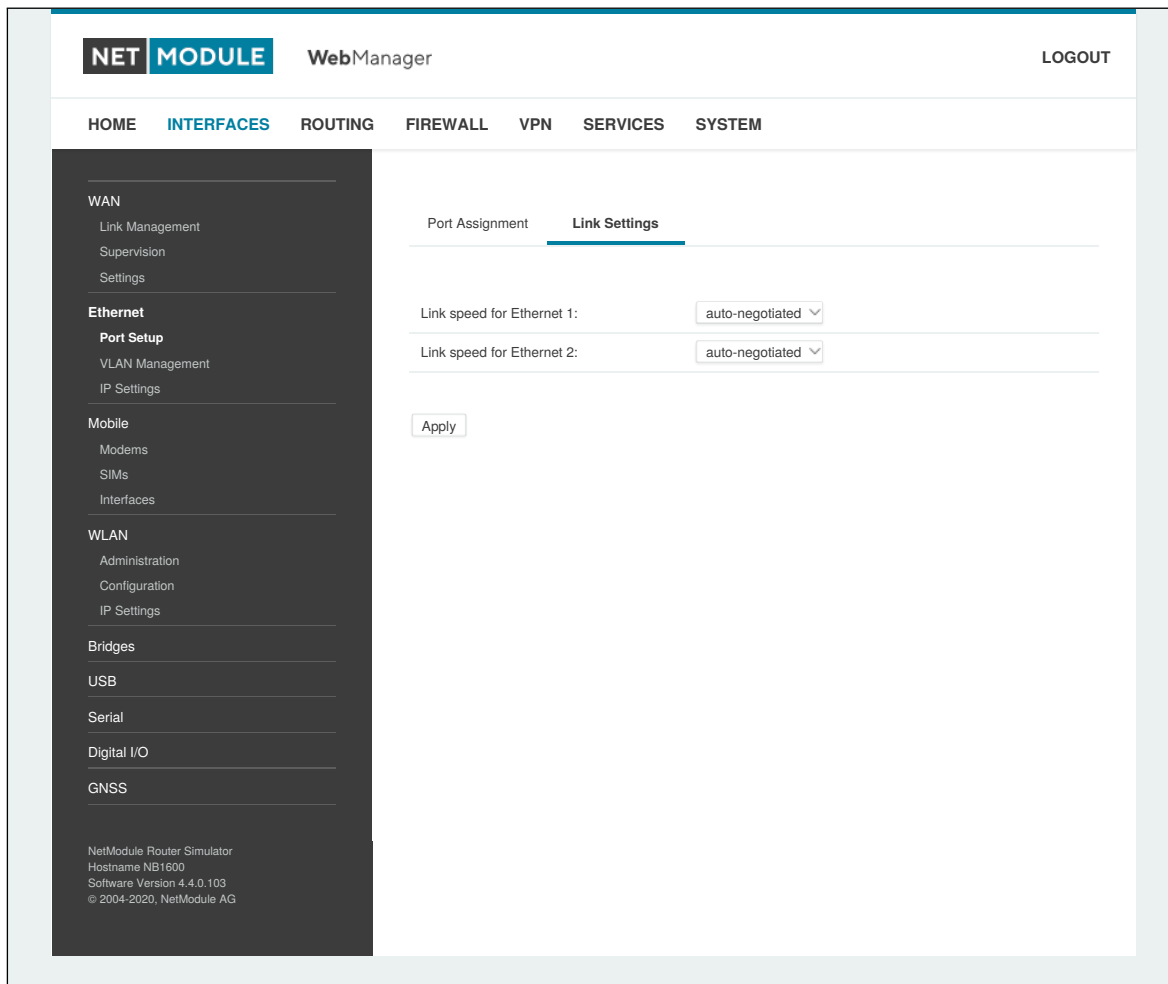 NET MODULE WebManager LOGOUT
HOME INTERFACES ROUTING FIREWALL VPN SERVICES SYSTEM
WAN
Link Management
Supervision
Settings
Ethernet
Port Setup
VLAN Management
IP Settings
Mobile
Modems
SIMs
Interfaces
WLAN
Administration
Configuration
IP Settings
Bridges
USB
Serial
Digital I/O
GNSS
NetModule Router Simulator
Hostname NB1600
Software Version 4.4.0.103
© 2004-2020, NetModule AG
Port Assignment Link Settings
Link speed for Ethernet 1: auto-negotiated
Link speed for Ethernet 2: auto-negotiated
Apply